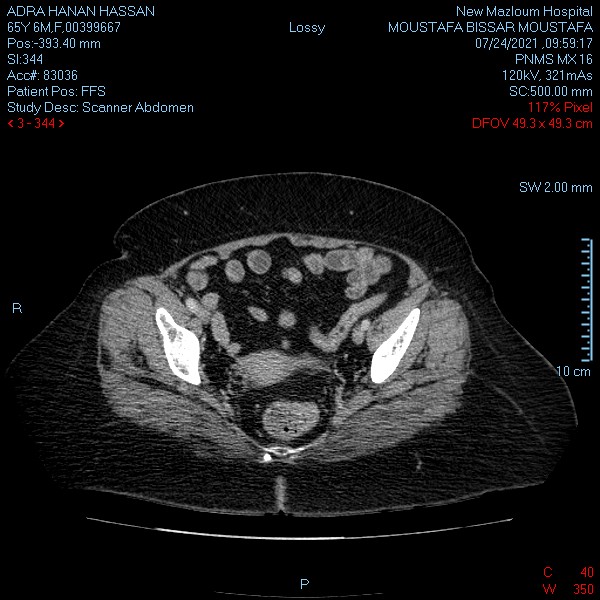 ADRA HANAN HASSAN
65Y 6M,F,00399667
Pos:-393.40 mm
SI:344
Acc#: 83036
Patient Pos: FFS
Study Desc: Scanner Abdomen
< 3 - 344 >
Lossy
New Mazloum Hospital
MOUSTAFA BISSAR MOUSTAFA
07/24/2021 ,09:59:17
PNMS MX 16
120kV, 321mAs
SC:500.00 mm
117% Pixel
DFOV 49.3 x 49.3 cm
SW 2.00 mm
R
10 cm
P
C 40
W 350